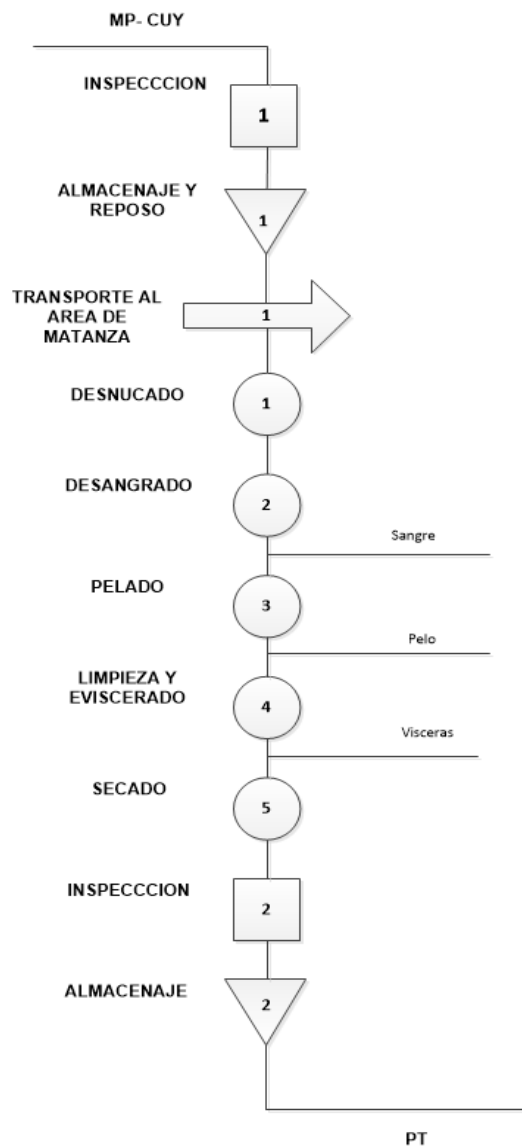 MP- CUY
INSPECCCION
1
ALMACENAJE Y
REPOSO
1
TRANSPORTE AL
AREA DE
MATANZA
1
DESNUCADO
1
DESANGRADO
2
Sangre
PELADO
3
Pelo
LIMPIEZA Y
EVISCERADO
4
Visceras
SECADO
5
INSPECCCION
2
ALMACENAJE
2
PT